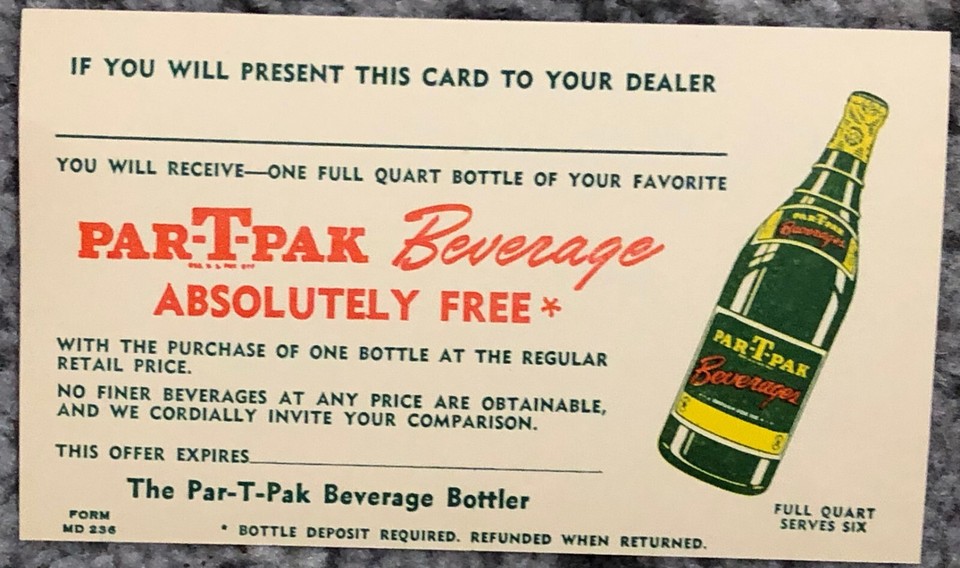 IF YOU WILL PRESENT THIS CARD TO YOUR DEALER
YOU WILL RECEIVE—ONE FULL QUART BOTTLE OF YOUR FAVORITE
PAR-T-PAK Beverage
ABSOLUTELY FREE*
WITH THE PURCHASE OF ONE BOTTLE AT THE REGULAR
RETAIL PRICE.
NO FINER BEVERAGES AT ANY PRICE ARE OBTAINABLE,
AND WE CORDIALLY INVITE YOUR COMPARISON.
THIS OFFER EXPIRES
The Par-T-Pak Beverage Bottler
FORM
MD 236
* BOTTLE DEPOSIT REQUIRED. REFUNDED WHEN RETURNED.
PAR-T-PAK
Beverages
PAR-T-PAK
Beverages
FULL QUART
SERVES SIX